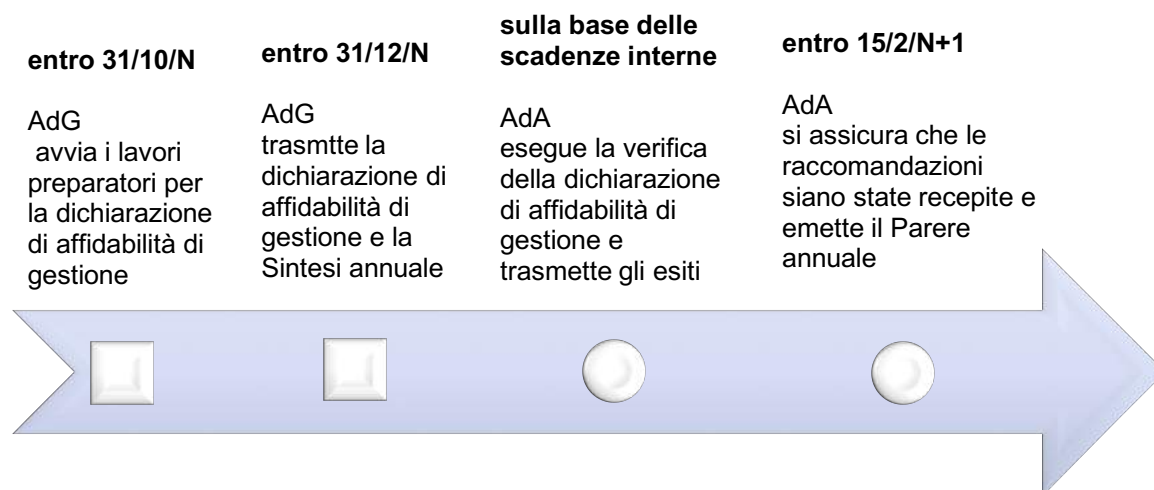 entro 31/10/N
AdG
avvia i lavori
preparatori per
la dichiarazione
di affidabilità di
gestione
entro 31/12/N
AdG
trasmtte la
dichiarazione di
affidabilità di
gestione e la
Sintesi annuale
sulla base delle
scadenze interne
AdA
esegue la verifica
della dichiarazione
di affidabilità di
gestione e
trasmette gli esiti
entro 15/2/N+1
AdA
si assicura che le
raccomandazioni
siano state recepite e
emette il Parere
annuale